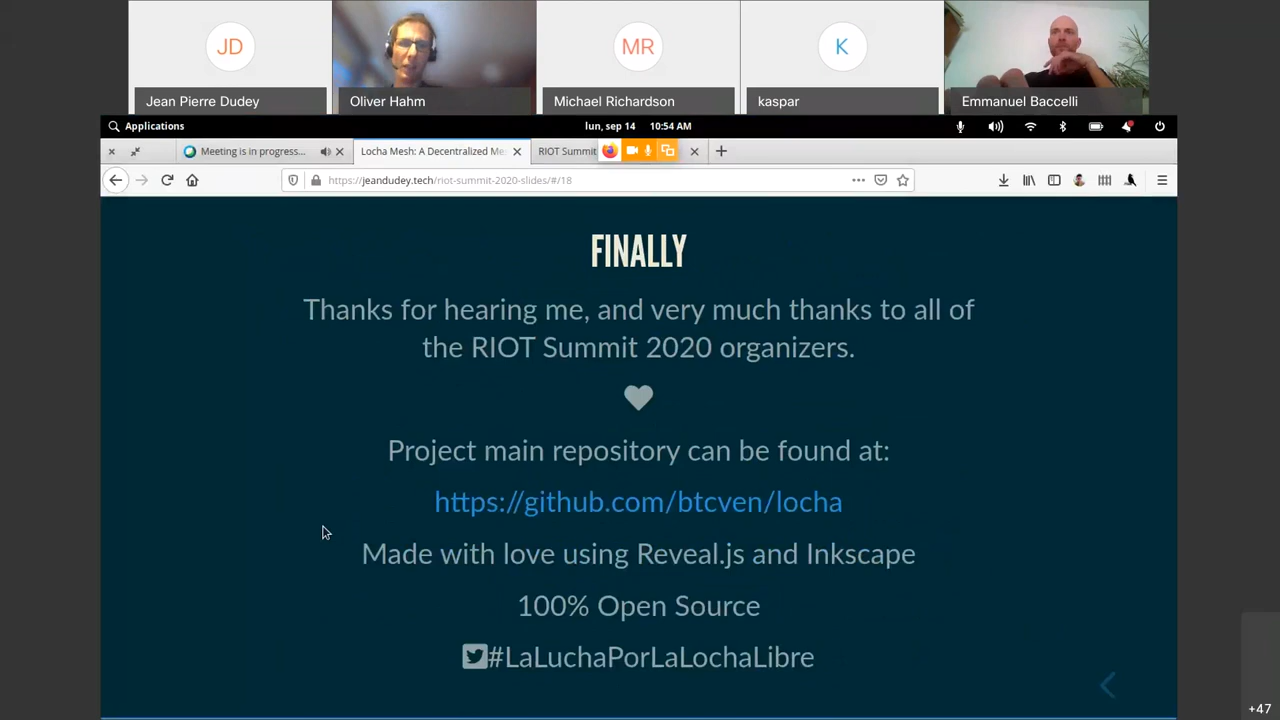 JD
MR
K
Jean Pierre Dudey
Oliver Hahm
Michael Richardson
kaspar
Emmanuel Baccelli
Applications
lun, sep 14 10:54 AM
Meeting is in progress...
Locha Mesh: A Decentralized Me
RIOT Summit
https://jeandudey.tech/riot-summit-2020-slides/#/18
FINALLY
Thanks for hearing me, and very much thanks to all of
the RIOT Summit 2020 organizers.
Project main repository can be found at:
https://github.com/btcven/locha
Made with love using Reveal.js and Inkscape
100% Open Source
#LaLuchaPorLaLochaLibre
+47